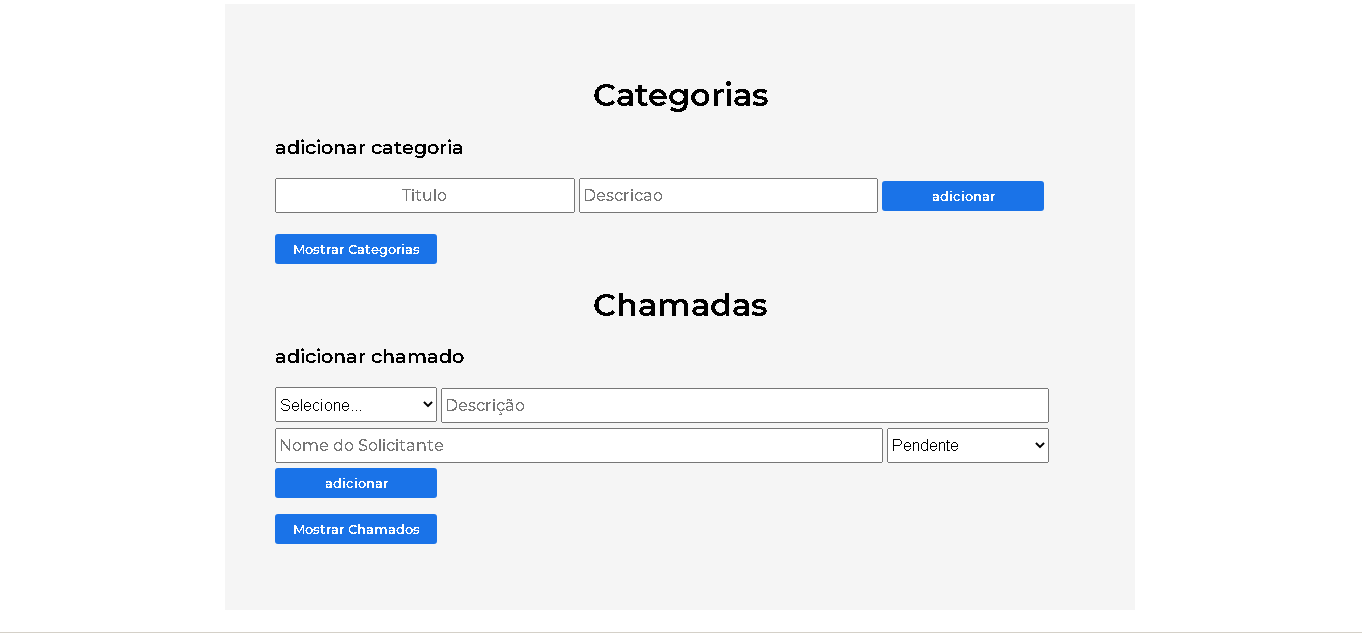 Categorias
adicionar categoria
Titulo Descricao adicionar
Mostrar Categorias
Chamadas
adicionar chamado
Selecione... Descrição
Nome do Solicitante Pendente
adicionar
Mostrar Chamados